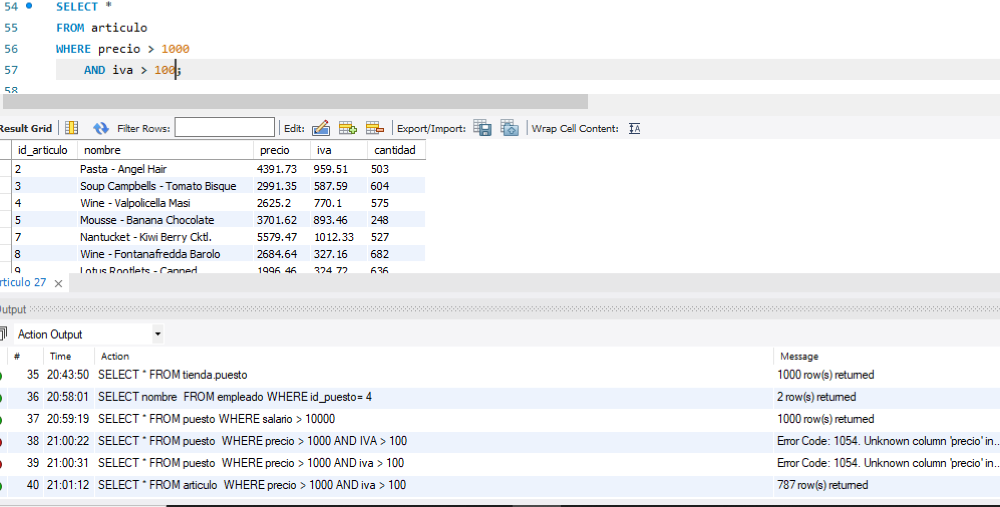 54 SELECT *
55 FROM articulo
56 WHERE precio > 1000
57 AND iva > 100;
58
Result Grid Filter Rows: Edit: Export/Import: Wrap Cell Content:
id_articulo nombre precio iva cantidad
2 Pasta - Angel Hair 4391.73 959.51 503
3 Soup Campbells - Tomato Bisque 2991.35 587.59 604
4 Wine - Valpolicella Masi 2625.2 770.1 575
5 Mousse - Banana Chocolate 3701.62 893.46 248
7 Nantucket - Kiwi Berry Cktl. 5579.47 1012.33 527
8 Wine - Fontanafredda Barolo 2684.64 327.16 682
9 Lotus Rootlets - Canned 1996.46 324.72 636
rticulo 27
Output
Action Output
# Time Action Message
35 20:43:50 SELECT * FROM tienda.puesto 1000 row(s) returned
36 20:58:01 SELECT nombre FROM empleado WHERE id_puesto= 4 2 row(s) returned
37 20:59:19 SELECT * FROM puesto WHERE salario > 10000 1000 row(s) returned
38 21:00:22 SELECT * FROM puesto WHERE precio > 1000 AND IVA > 100 Error Code: 1054. Unknown column 'precio' in...
39 21:00:31 SELECT * FROM puesto WHERE precio > 1000 AND iva > 100 Error Code: 1054. Unknown column 'precio' in...
40 21:01:12 SELECT * FROM articulo WHERE precio > 1000 AND iva > 100 787 row(s) returned